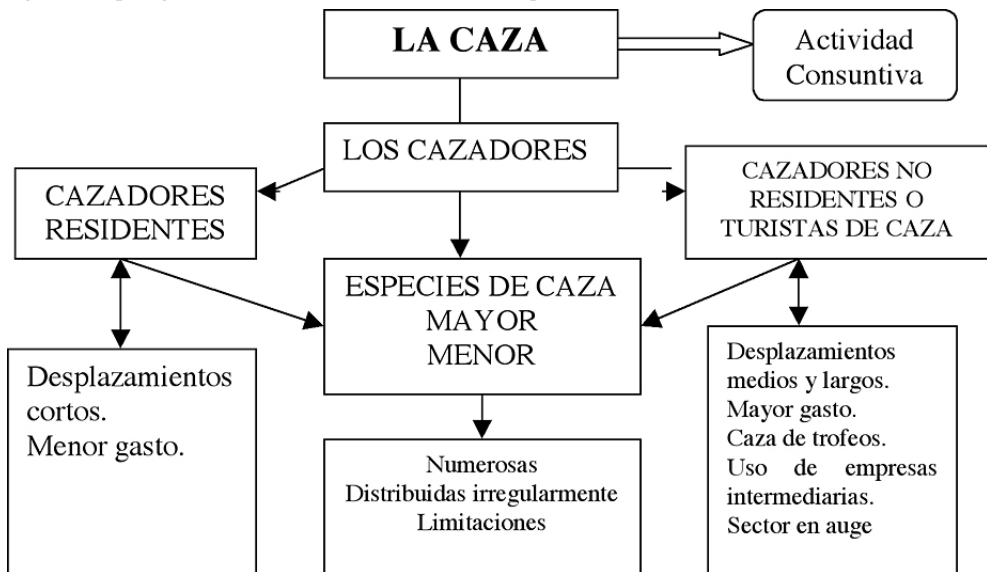 LA CAZA
Actividad
Consuntiva
LOS CAZADORES
CAZADORES
RESIDENTES
CAZADORES NO
RESIDENTES O
TURISTAS DE CAZA
ESPECIES DE CAZA
MAYOR
MENOR
Desplazamientos
cortos.
Menor gasto.
Numerosas
Distribuidas irregularmente
Limitaciones
Desplazamientos
medios y largos.
Mayor gasto.
Caza de trofeos.
Uso de empresas
intermediarias.
Sector en auge